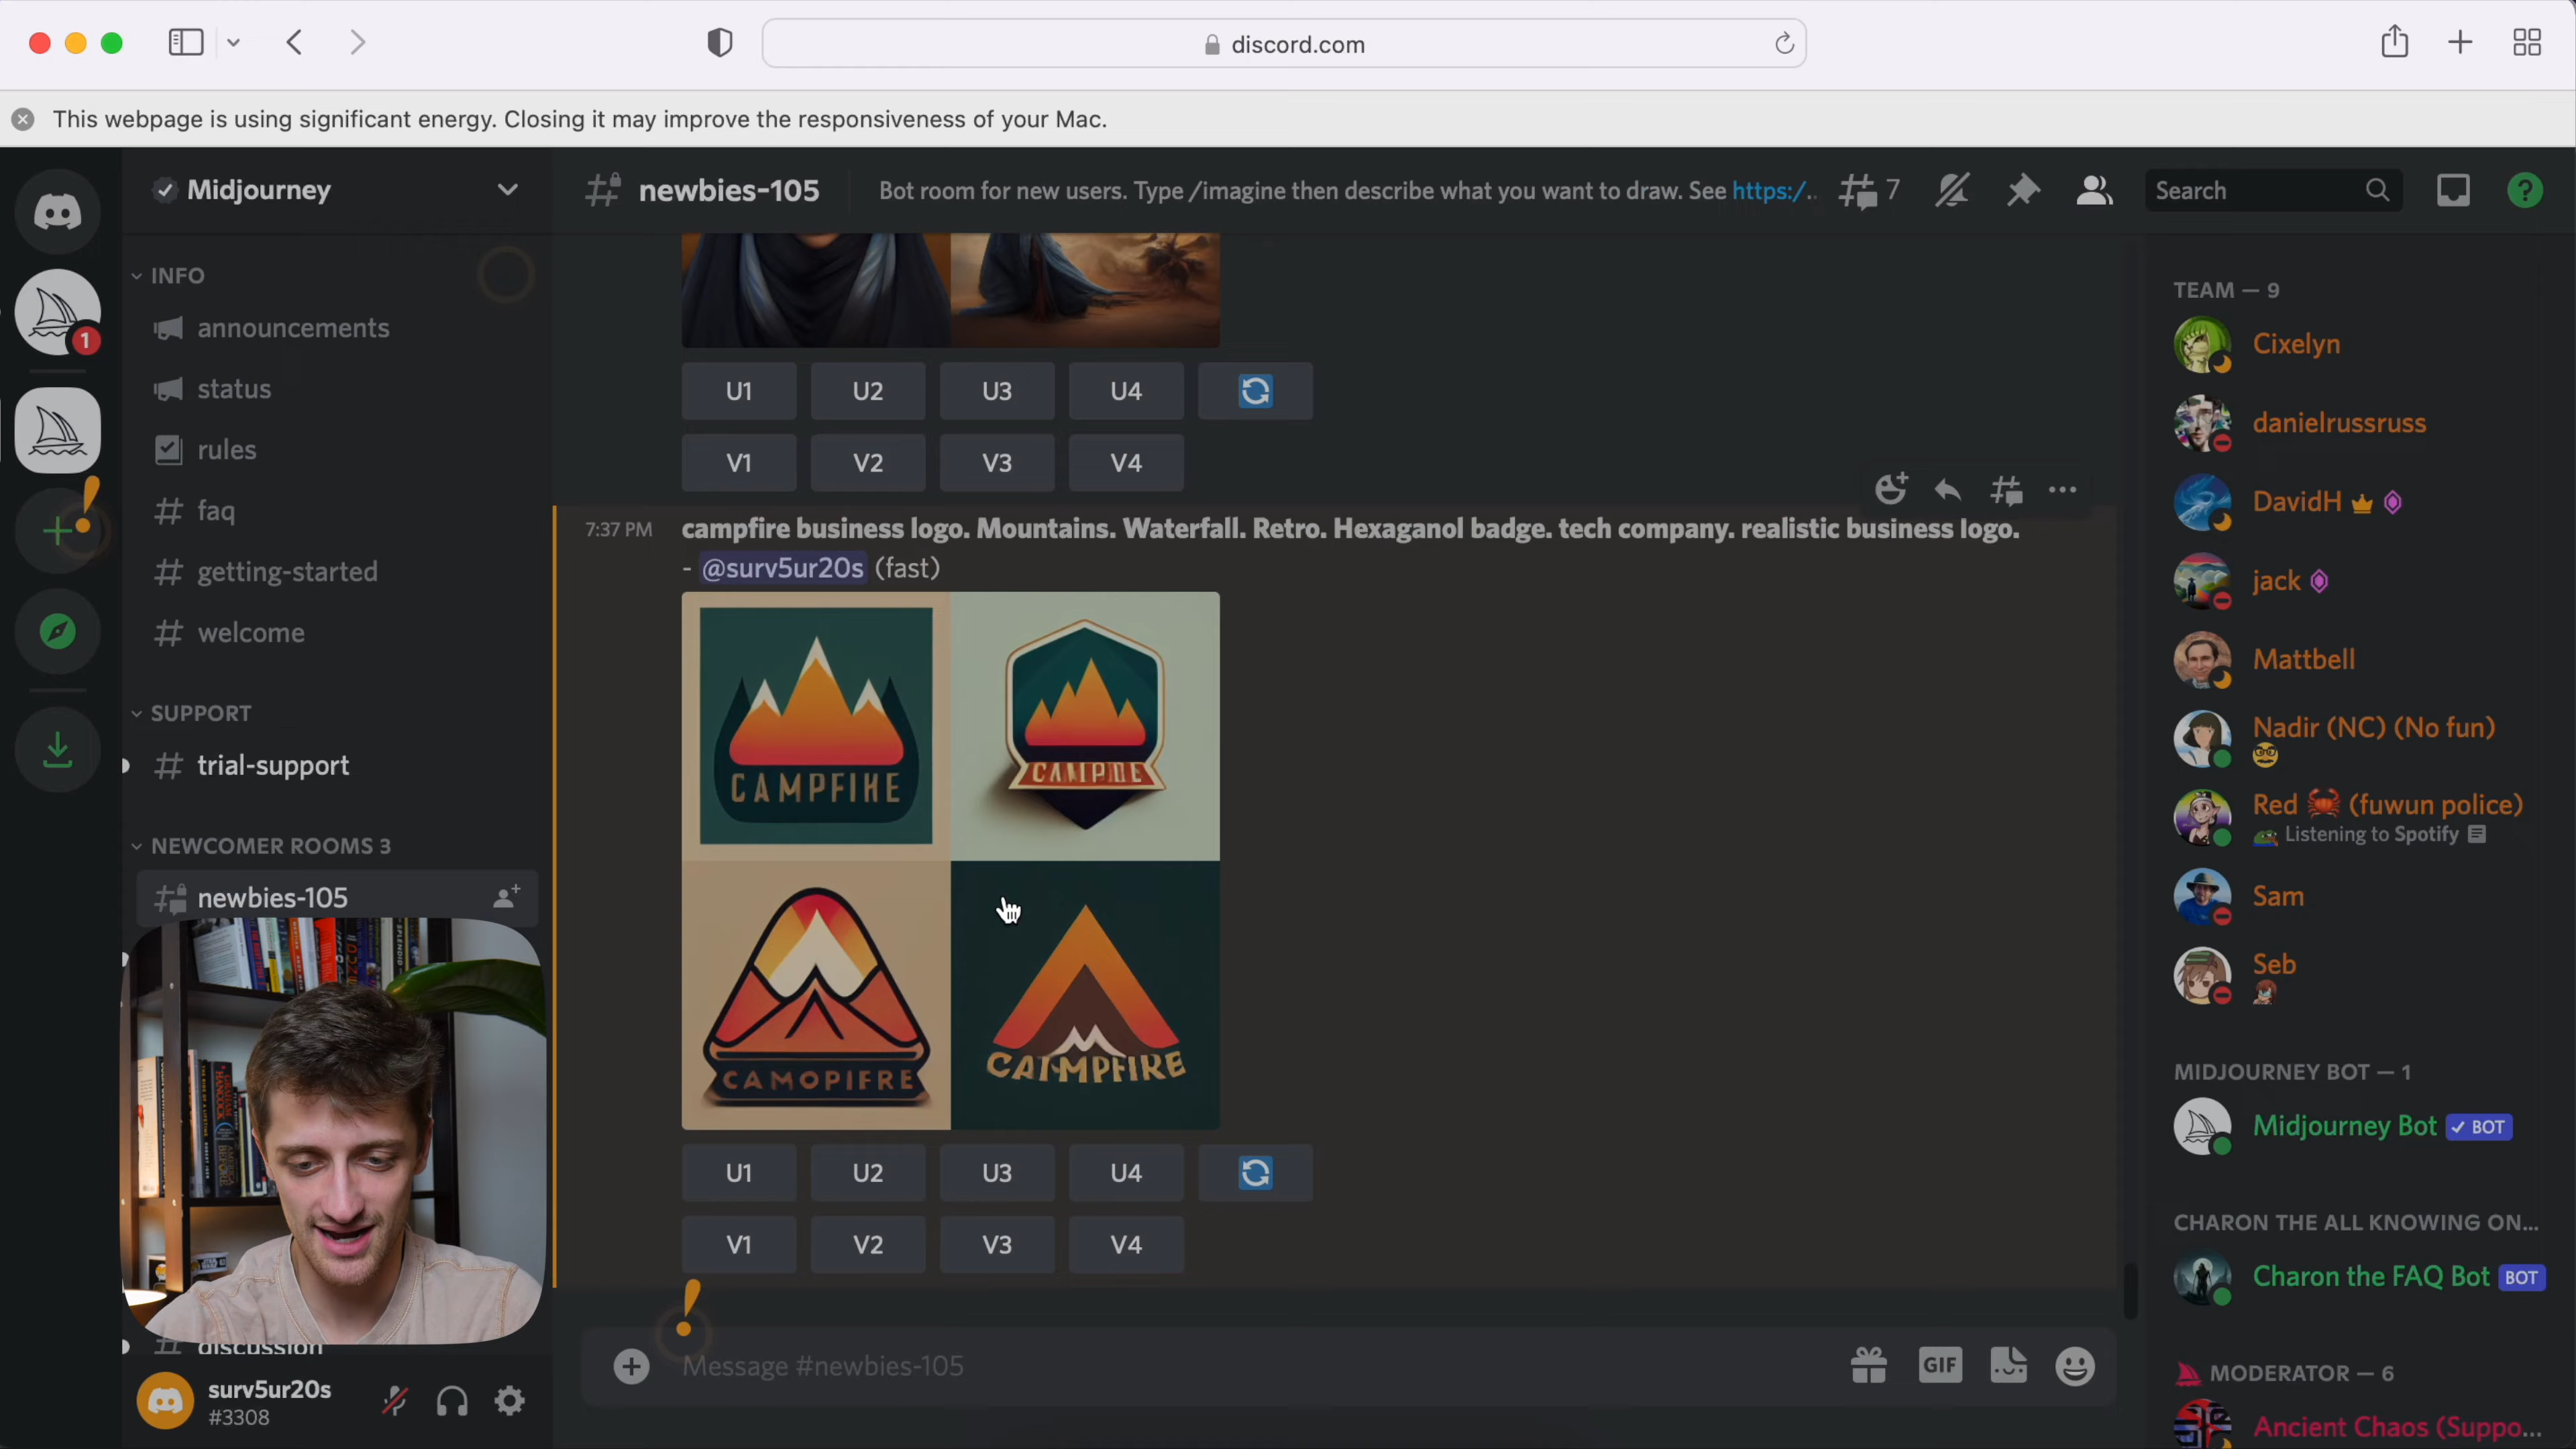 discord.com
This webpage is using significant energy. Closing it may improve the responsiveness of your Mac.
Midjourney
newbies-105
Bot room for new users. Type /imagine then describe what you want to draw. See https:/..
7
Search
1
INFO
announcements
status
rules
faq
getting-started
welcome
SUPPORT
trial-support
NEWCOMER ROOMS 3
newbies-105
discussion
surv5ur20s
#3308
U1 U2 U3 U4
V1 V2 V3 V4
7:37 PM
campfire business logo. Mountains. Waterfall. Retro. Hexaganol badge. tech company. realistic business logo.
- @surv5ur20s (fast)
CAMPFIHE
CAMOPIFRE
U1 U2 U3 U4
V1 V2 V3 V4
Message #newbies-105
GIF
TEAM — 9
Cixelyn
danielrussruss
DavidH
jack
Mattbell
Nadir (NC) (No fun)
Red 🦀 (fuwun police)
Listening to Spotify
Sam
Seb
MIDJOURNEY BOT — 1
Midjourney Bot ✓ BOT
CHARON THE ALL KNOWING ON...
Charon the FAQ Bot BOT
MODERATOR — 6
Ancient Chaos (Suppo...